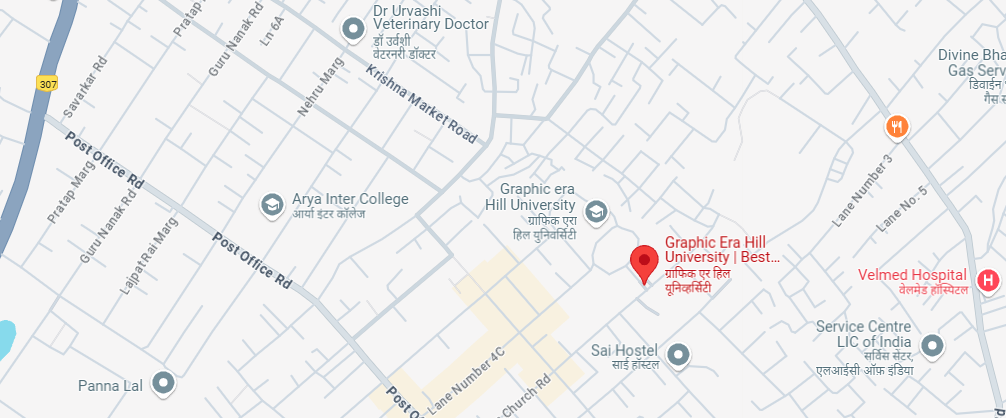 Dr Urvashi
Veterinary Doctor
डॉ उर्वशी
वेटरनरी डॉक्टर
Pratap
Guru Nanak Rd
Ln 6A
Savarkar Rd
307
Nehru Marg
Krishna Market Road
Divine Bha
Gas Serv
डिवाईन
गैस स
Post Office Rd
Pratap Marg
Guru Nanak Rd
Lajpat Rai Marg
Arya Inter College
आर्या इंटर कॉलेज
Graphic era
Hill University
ग्राफिक एरा
हिल युनिवर्सिटी
Lane Number 3
Lane No. 5
Post Office Rd
Graphic Era Hill
University | Best...
ग्राफिक एर हिल
यूनिव्हर्सिटी
Velmed Hospital
वेलमेड हॉस्पिटल
H
Service Centre
LIC of India
सर्विस सेंटर,
एलआईसी ऑफ़ इंडिया
Sai Hostel
साई हॉस्टल
Panna Lal
Lane Number 4C
Church Rd
Post O